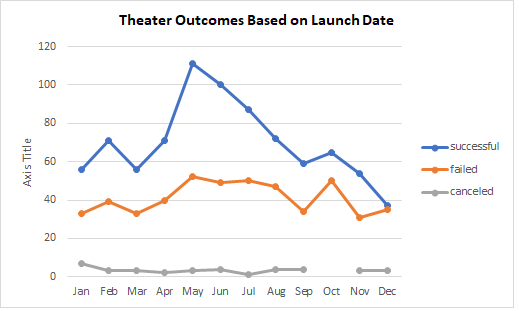 Theater Outcomes Based on Launch Date
120
100
80
60
40
20
0
Axis Title
Jan Feb Mar Apr May Jun Jul Aug Sep Oct Nov Dec
successful
failed
canceled